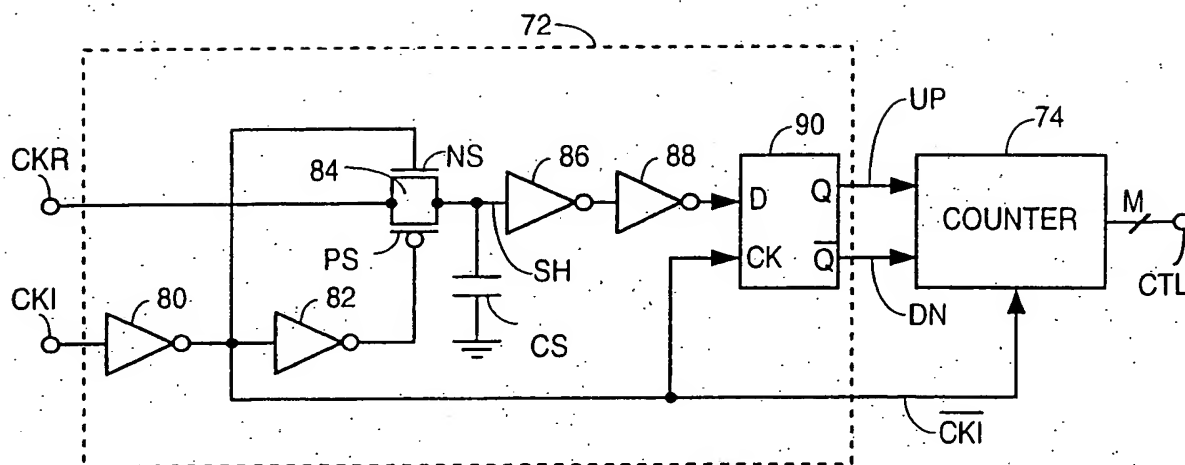 72
UP
90
74
CKR
84
NS
86
88
D
Q
COUNTER
M
PS
SH
CK
Q̅
CTL
CKI
80
82
CS
DN
C̅K̅I̅